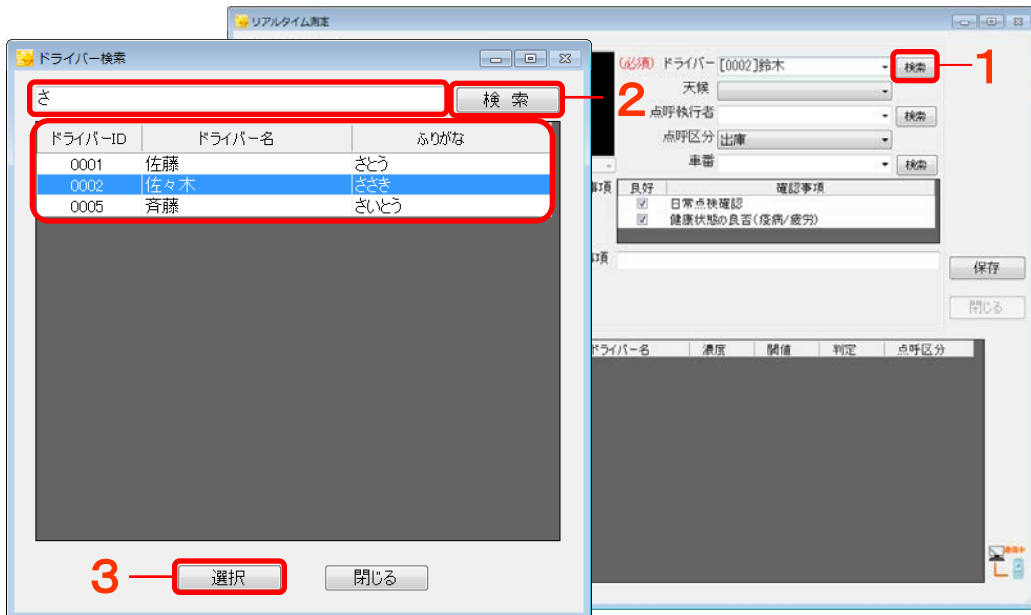 リアルタイム測定
ドライバー検索
さ
検 索
2
ドライバーID ドライバー名 ふりがな
0001 佐藤 さとう
0002 佐々木 ささき
0005 斉藤 さいとう
3
選択
閉じる
(必須) ドライバー [0002]鈴木 検索
1
天候
点呼執行者 検索
点呼区分 出庫
車番 検索
事項 良好 確認事項
日常点検確認
健康状態の良否(疾病/疲労)
事項
保存
閉じる
ドライバー名 濃度 閾値 判定 点呼区分
通信中